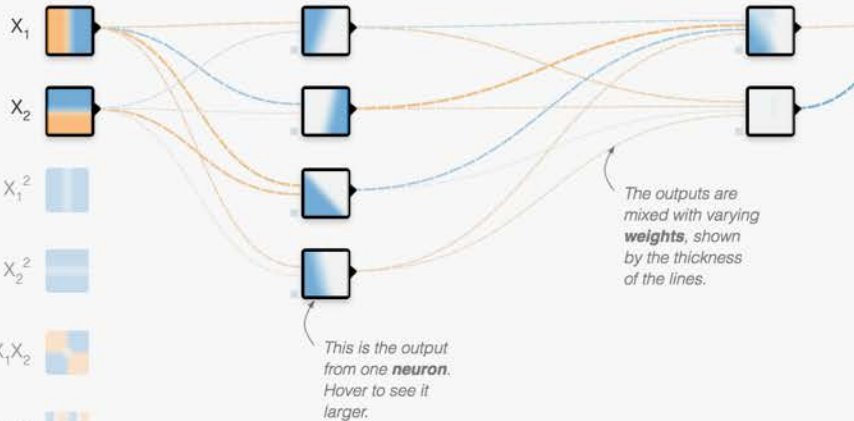 X₁
X₂
X₁²
X₂²
X₁X₂
This is the output
from one neuron.
Hover to see it
larger.
The outputs are
mixed with varying
weights, shown
by the thickness
of the lines.